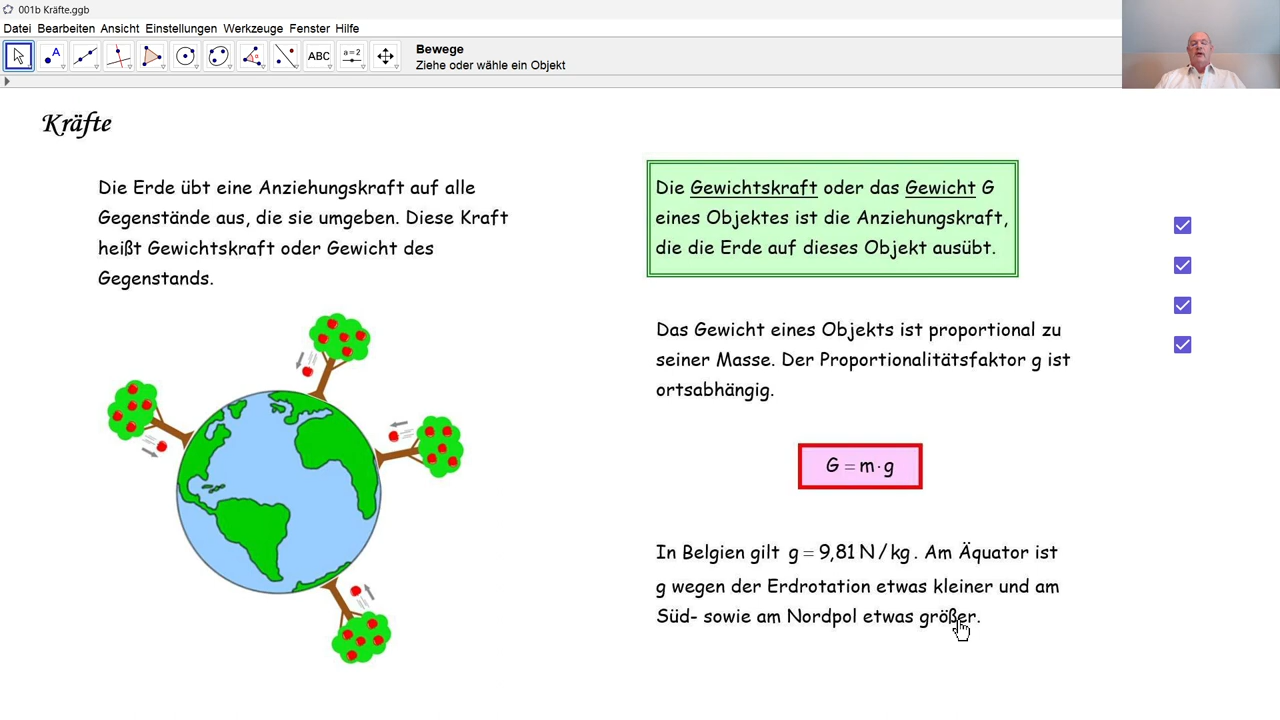 001b Kräfte.ggb
Datei Bearbeiten Ansicht Einstellungen Werkzeuge Fenster Hilfe
A
ABC
a=2
Bewege
Ziehe oder wähle ein Objekt
Kräfte
Die Erde übt eine Anziehungskraft auf alle
Gegenstände aus, die sie umgeben. Diese Kraft
heißt Gewichtskraft oder Gewicht des
Gegenstands.
Die Gewichtskraft oder das Gewicht G
eines Objektes ist die Anziehungskraft,
die die Erde auf dieses Objekt ausübt.
Das Gewicht eines Objekts ist proportional zu
seiner Masse. Der Proportionalitätsfaktor g ist
ortsabhängig.
G = m · g
In Belgien gilt g = 9,81 N / kg . Am Äquator ist
g wegen der Erdrotation etwas kleiner und am
Süd- sowie am Nordpol etwas größer.